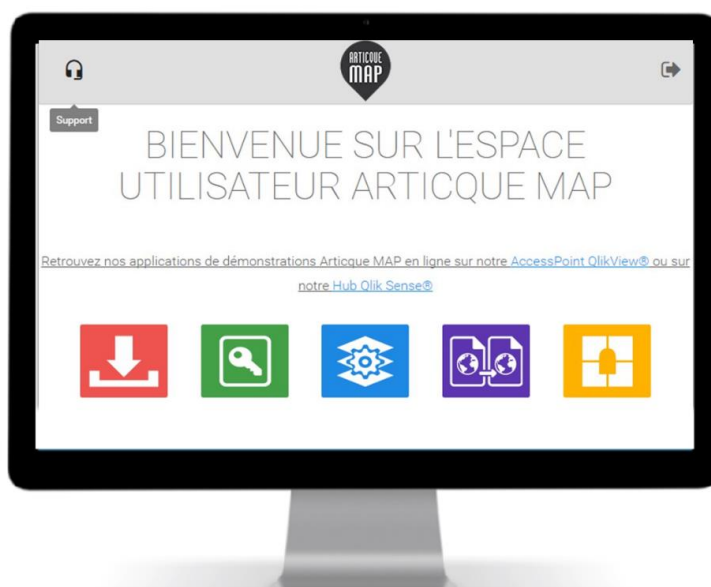 ARTICQUE
MAP
Support
BIENVENUE SUR L'ESPACE
UTILISATEUR ARTICQUE MAP
Retrouvez nos applications de démonstrations Articque MAP en ligne sur notre AccessPoint QlikView® ou sur
notre Hub Qlik Sense®